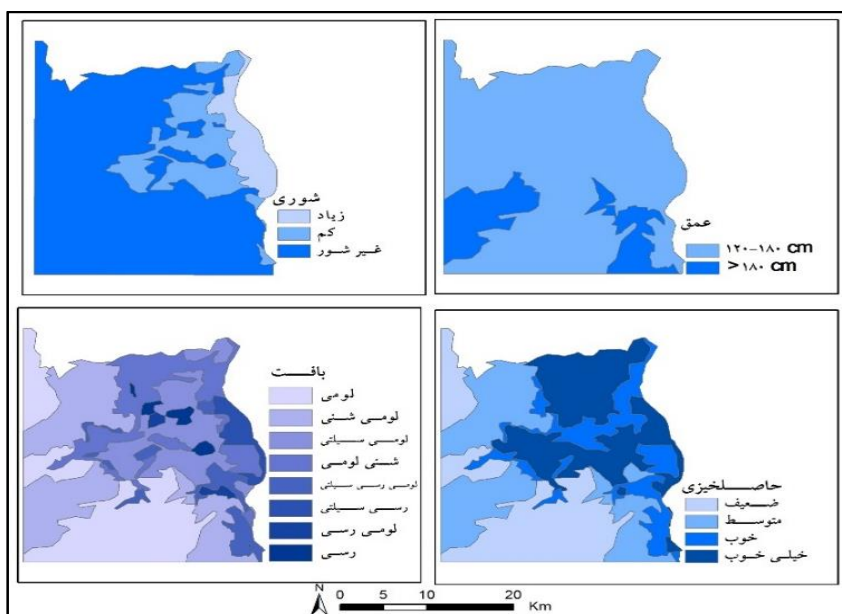 شوری
زیاد
کم
غیر شور
عمق
۱۲۰-۱۸۰ cm
>۱۸۰ cm
بافت
لومی
لومی شنی
لومی سیلتی
شنی لومی
لومی رسی سیلتی
رسی سیلتی
لومی رسی
رسی
حاصلخیزی
ضعیف
متوسط
خوب
خیلی خوب
N
0 5 10 20
Km